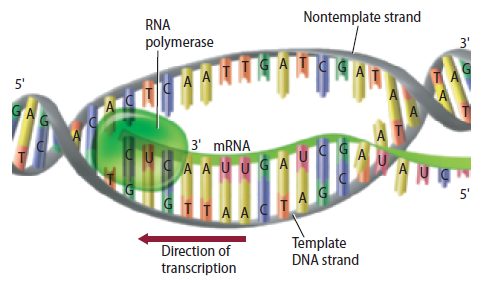 RNA
polymerase
Nontemplate strand
3'
5'
G A G
T C
A C A C T C A A T T G A T C G A T A A
T A G
A T
3' mRNA
C U C A A U U G A U C G A U A U C
A T
T G G T T A A C T A G C
5'
Direction of
transcription
Template
DNA strand